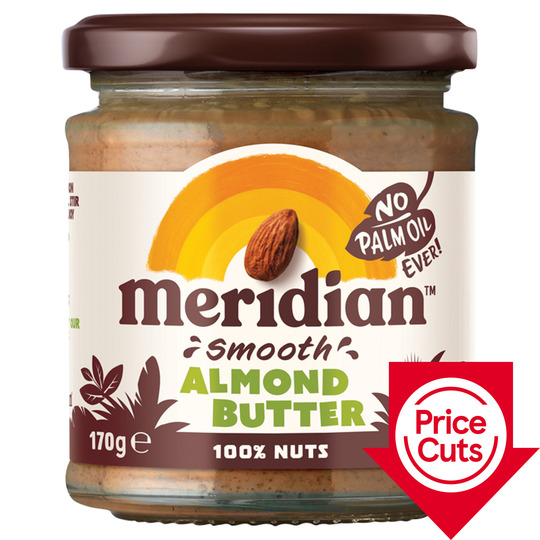 NO
PALM OIL
EVER!
meridian™
smooth
ALMOND
BUTTER
170g e
100% NUTS
Price
Cuts